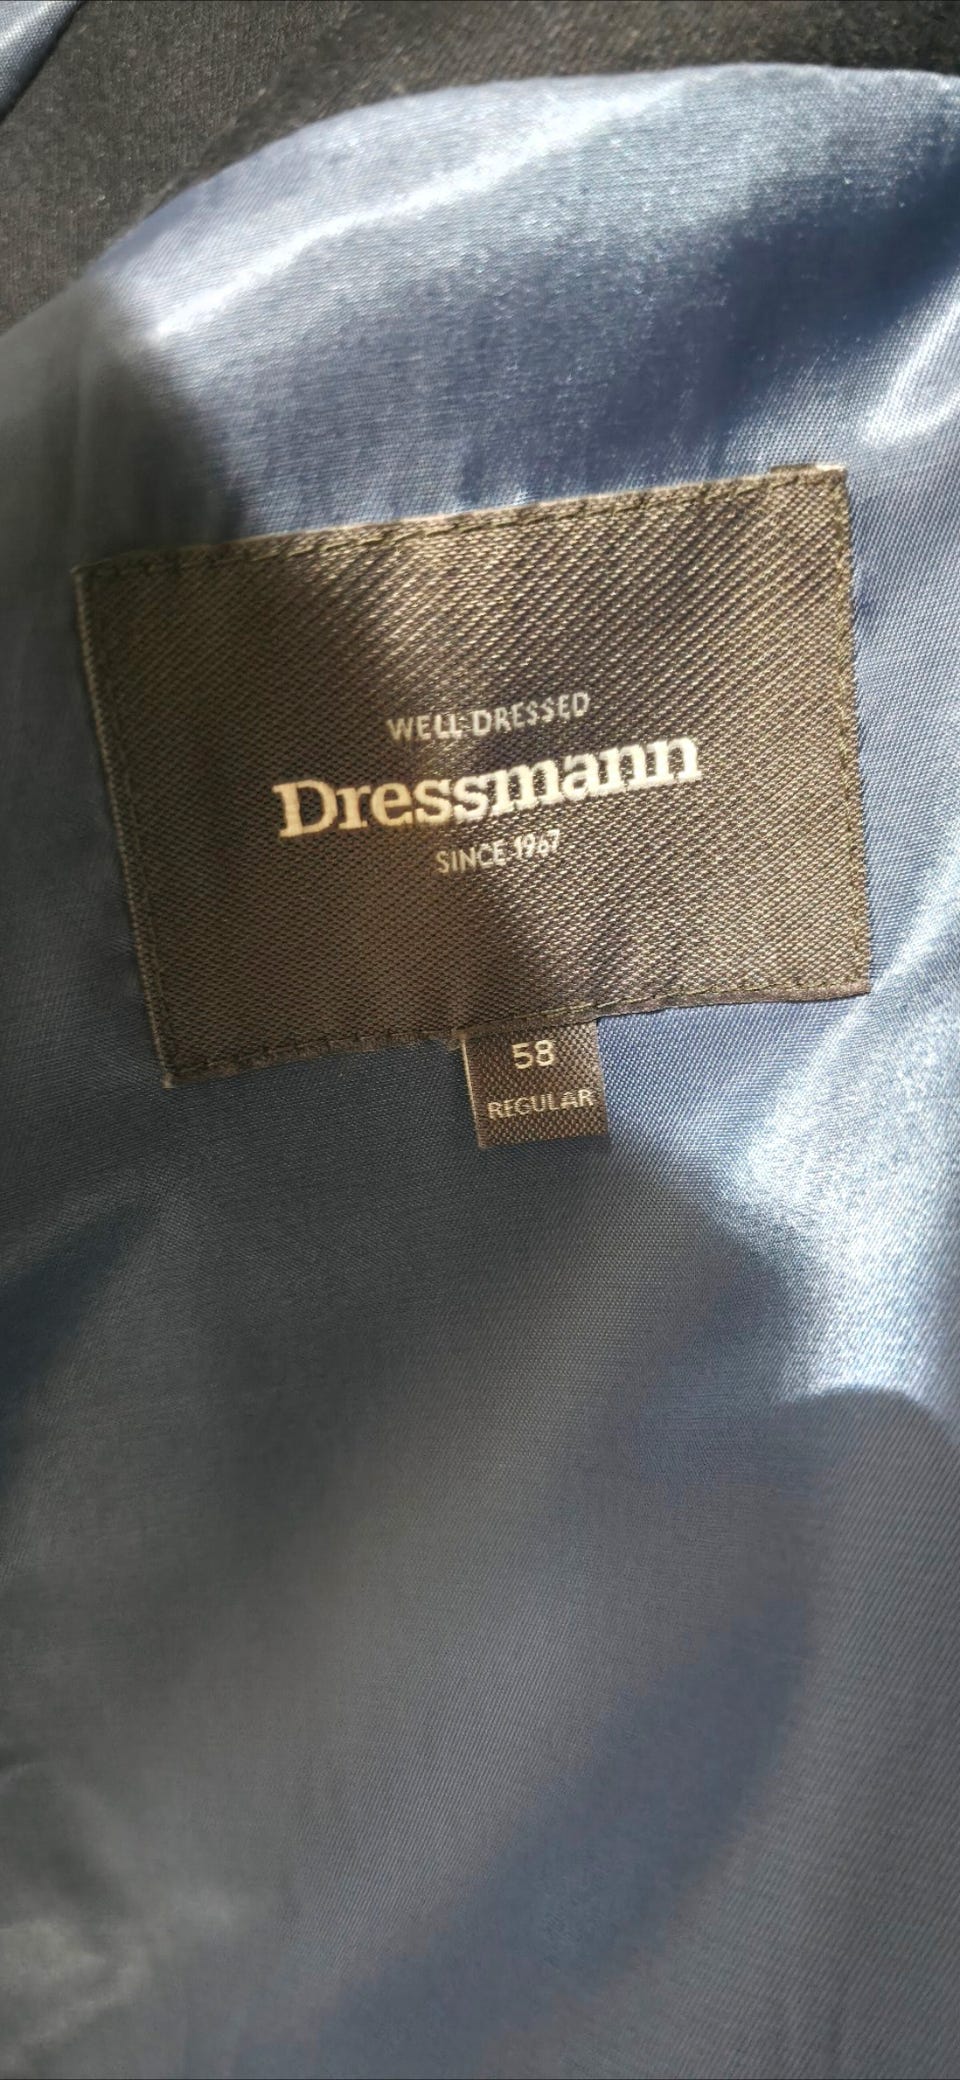 WELL-DRESSED
Dressmann
SINCE 1967
58
REGULAR